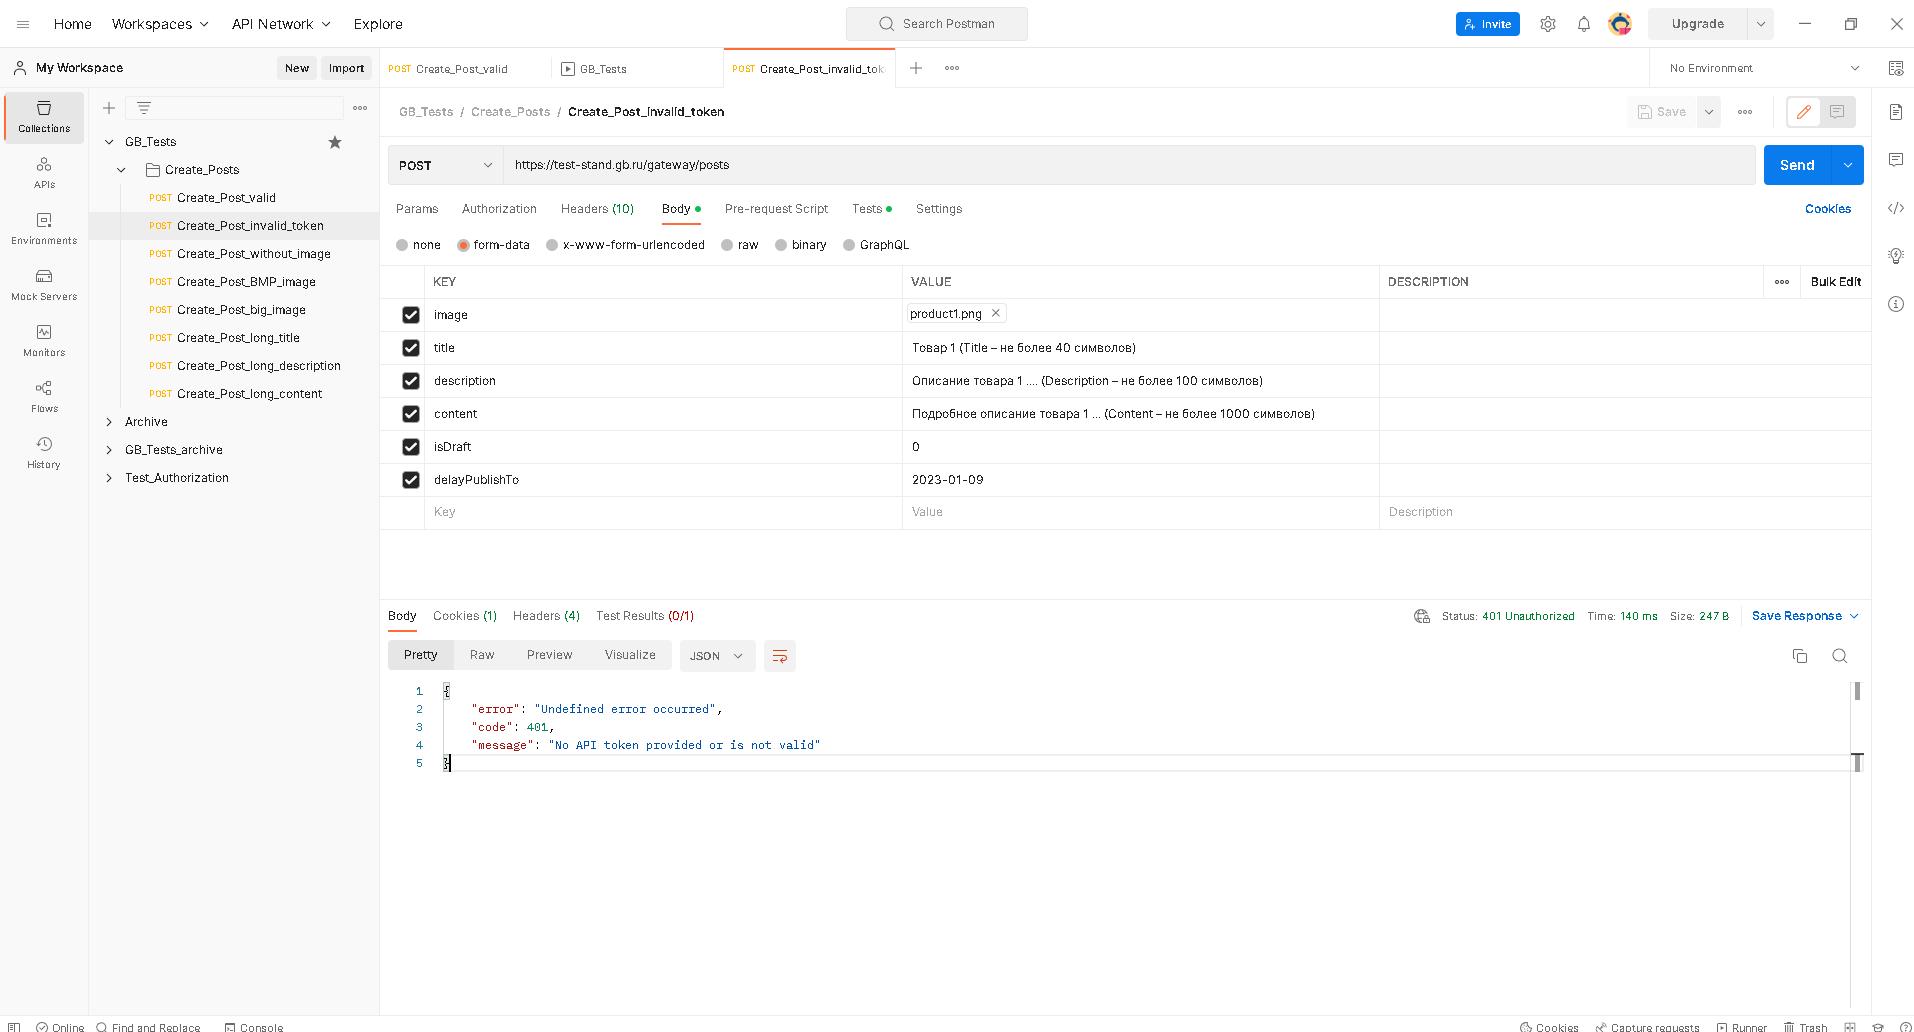 Home Workspaces API Network Explore Search Postman Invite Upgrade
My Workspace New Import POST Create_Post_valid GB_Tests POST Create_Post_invalid_tok No Environment
GB_Tests / Create_Posts / Create_Post_invalid_token Save
Collections
APIs
Environments
Mock Servers
Monitors
Flows
History
GB_Tests
Create_Posts
POST Create_Post_valid
POST Create_Post_invalid_token
POST Create_Post_without_image
POST Create_Post_BMP_image
POST Create_Post_big_image
POST Create_Post_long_title
POST Create_Post_long_description
POST Create_Post_long_content
Archive
GB_Tests_archive
Test_Authorization
POST https://test-stand.gb.ru/gateway/posts Send
Params Authorization Headers (10) Body Pre-request Script Tests Settings Cookies
none form-data x-www-form-urlencoded raw binary GraphQL
KEY VALUE DESCRIPTION Bulk Edit
image product1.png
title Товар 1 (Title – не более 40 символов)
description Описание товара 1 .... (Description – не более 100 символов)
content Подробное описание товара 1 ... (Content – не более 1000 символов)
isDraft 0
delayPublishTo 2023-01-09
Key Value Description
Body Cookies (1) Headers (4) Test Results (0/1) Status: 401 Unauthorized Time: 140 ms Size: 247 B Save Response
Pretty Raw Preview Visualize JSON
1 {
2 "error": "Undefined error occurred",
3 "code": 401,
4 "message": "No API token provided or is not valid"
5 }
Online Find and Replace Console Cookies Capture requests Runner Trash